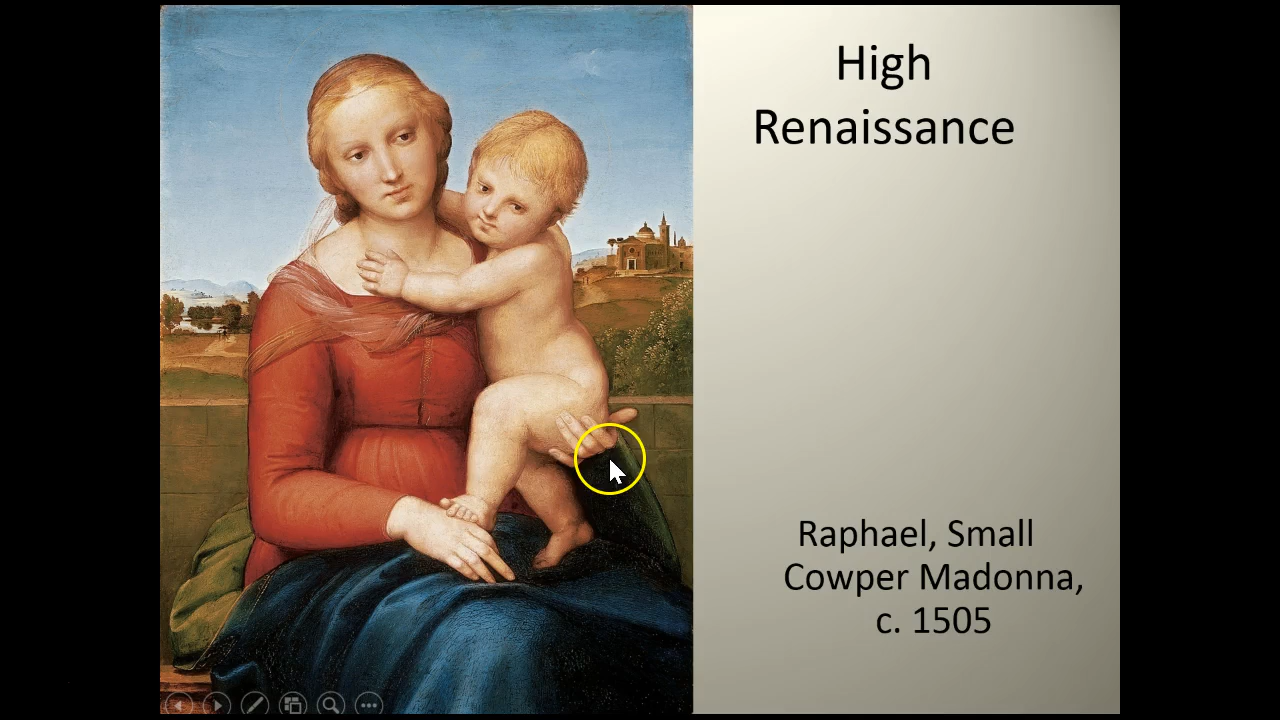 High
Renaissance
Raphael, Small
Cowper Madonna,
c. 1505